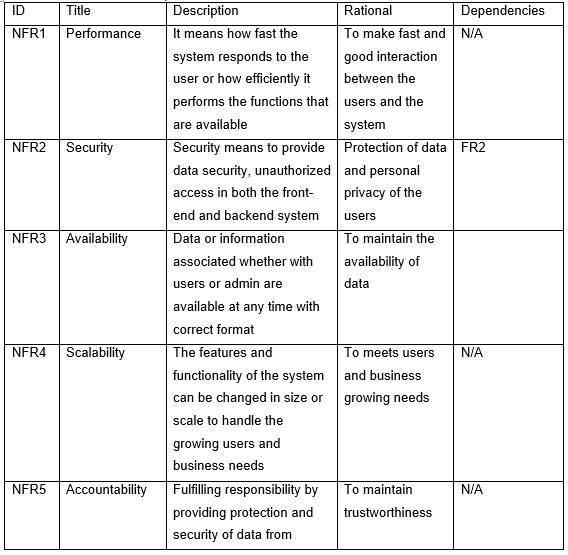 ID Title Description Rational Dependencies
NFR1 Performance It means how fast the To make fast and N/A
system responds to the good interaction
user or how efficiently it between the
performs the functions that users and the
are available system
NFR2 Security Security means to provide Protection of data FR2
data security, unauthorized and personal
access in both the front- privacy of the
end and backend system users
NFR3 Availability Data or information To maintain the
associated whether with availability of
users or admin are data
available at any time with
correct format
NFR4 Scalability The features and To meets users N/A
functionality of the system and business
can be changed in size or growing needs
scale to handle the
growing users and
business needs
NFR5 Accountability Fulfilling responsibility by To maintain N/A
providing protection and trustworthiness
security of data from